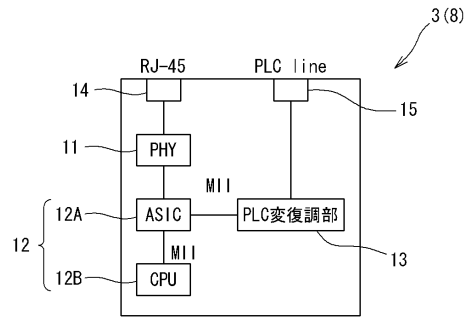 3(8)
RJ-45
PLC line
14
15
11
PHY
MII
12
12A
ASIC
PLC変復調部
MII
13
12B
CPU